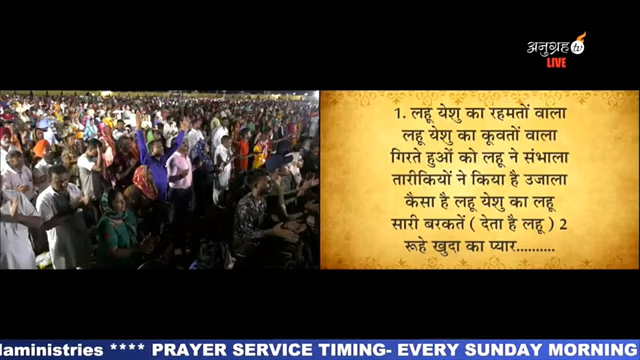 अनुग्रह tv
LIVE
1. लहू येशु का रहमतों वाला
लहू येशु का कूवतों वाला
गिरते हुओं को लहू ने संभाला
तारीकियों ने किया है उजाला
कैसा है लहू येशु का लहू
सारी बरकतें ( देता है लहू ) 2
रूहे खुदा का प्यार..........
laministries **** PRAYER SERVICE TIMING- EVERY SUNDAY MORNING